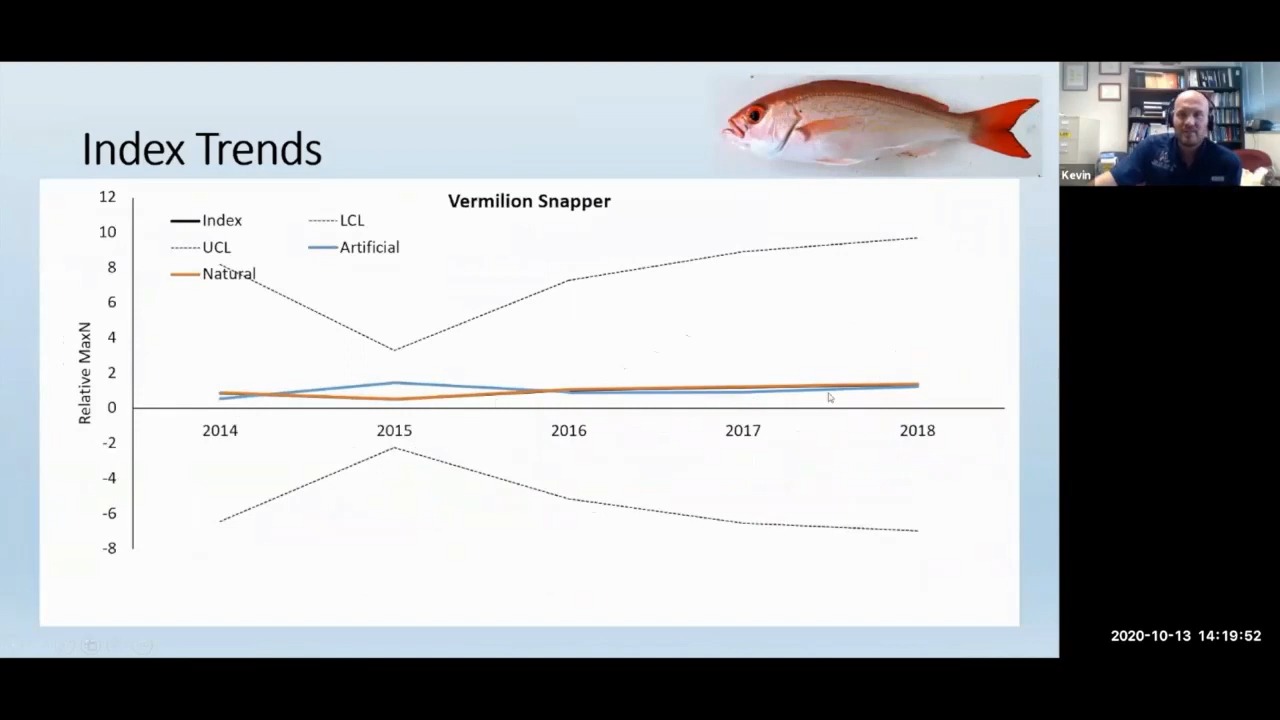 Index Trends
Vermilion Snapper
Index
LCL
UCL
Artificial
Natural
Relative MaxN
12
10
8
6
4
2
0
-2
-4
-6
-8
2014 2015 2016 2017 2018
Kevin
2020-10-13 14:19:52